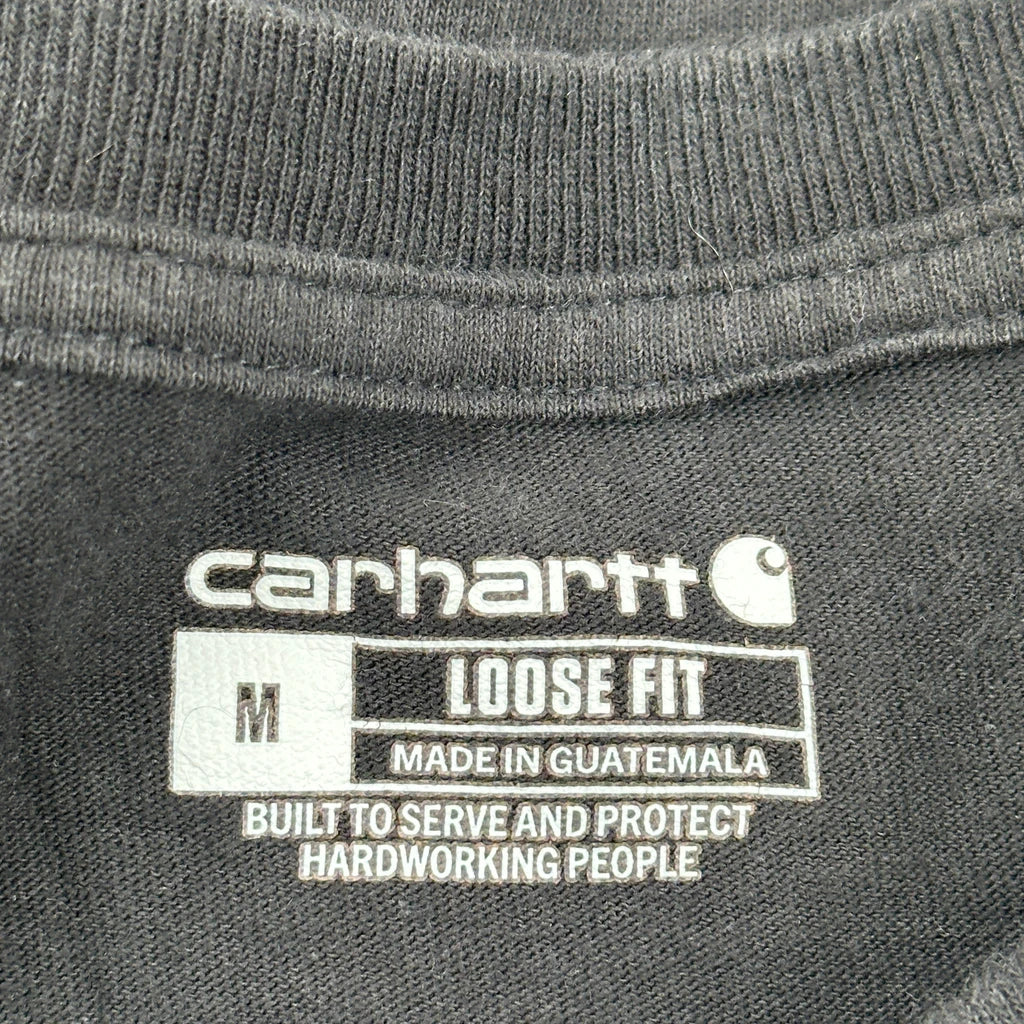 carhartt
M
LOOSE FIT
MADE IN GUATEMALA
BUILT TO SERVE AND PROTECT
HARDWORKING PEOPLE